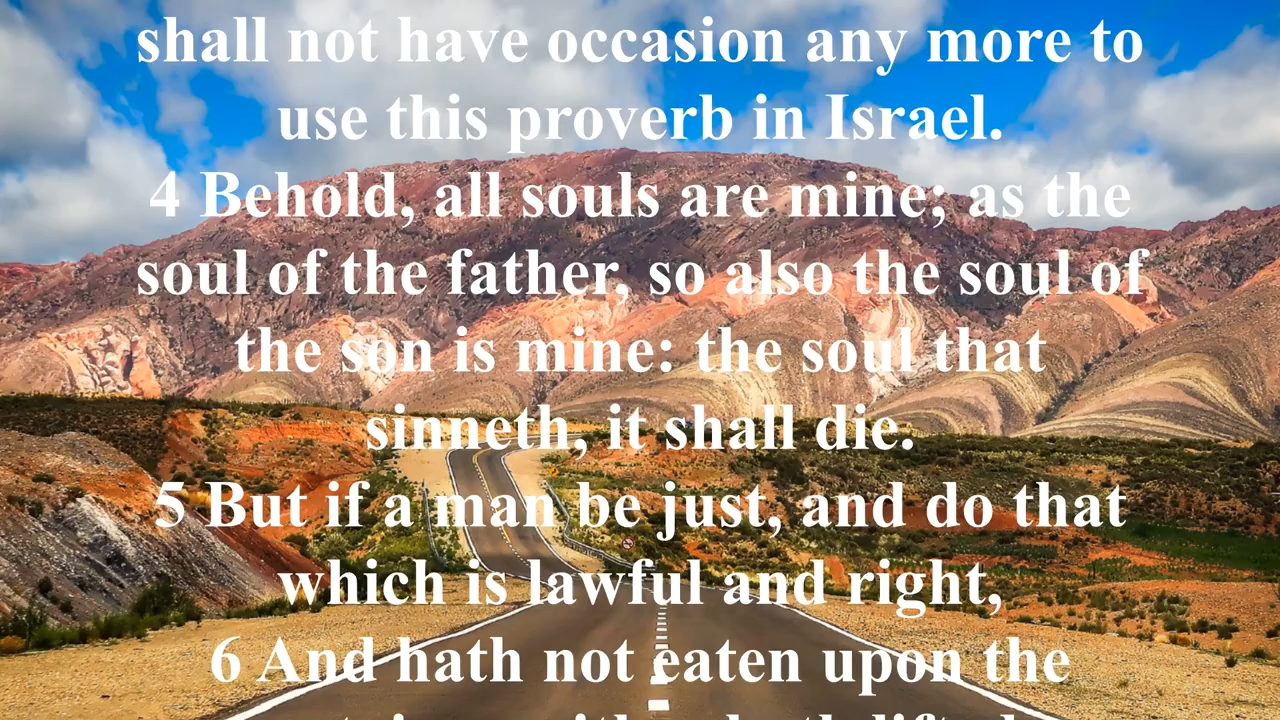 shall not have occasion any more to
use this proverb in Israel.
4 Behold, all souls are mine; as the
soul of the father, so also the soul of
the son is mine: the soul that
sinneth, it shall die.
5 But if a man be just, and do that
which is lawful and right,
6 And hath not eaten upon the